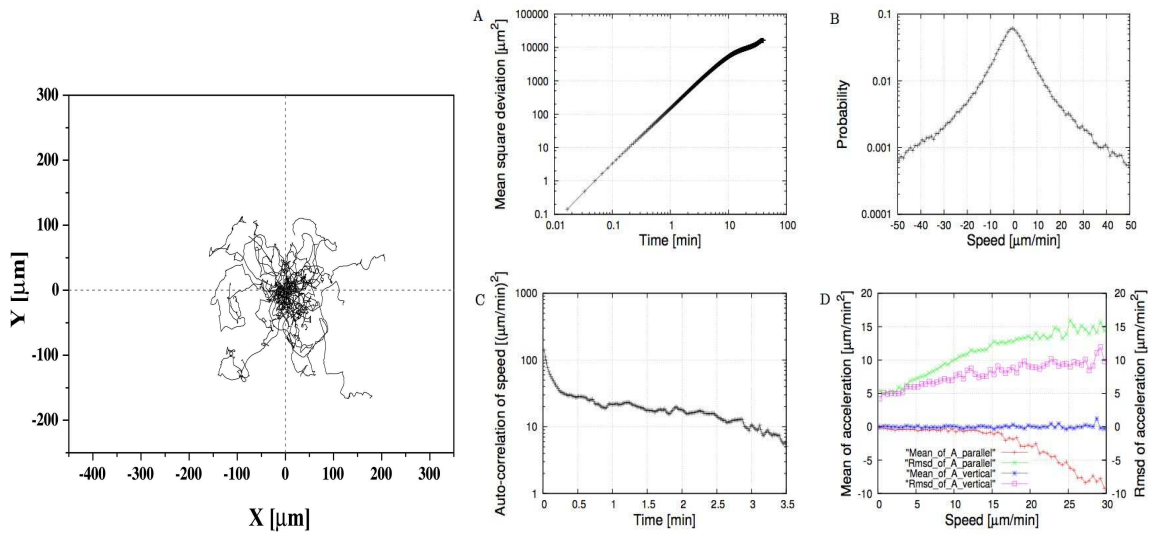 300
200
100
0
-100
-200
Y [μm]
-400 -300 -200 -100 0 100 200 300
X [μm]
A
100000
10000
1000
100
10
1
0.1
Mean square deviation [μm²]
0.01 0.1 1 10 100
Time [min]
B
0.1
0.01
0.001
0.0001
Probability
-50 -40 -30 -20 -10 0 10 20 30 40 50
Speed [μm/min]
C
1000
100
10
1
Auto-correlation of speed [(μm/min)²]
0 0.5 1 1.5 2 2.5 3 3.5
Time [min]
D
20 20
15 15
10 10
5 5
0 0
-5 -5
-10 -10
Mean of acceleration [μm/min²]
Rmsd of acceleration [μm/min²]
"Mean_of_A_parallel"
"Rmsd_of_A_parallel"
"Mean_of_A_vertical"
"Rmsd_of_A_vertical"
0 5 10 15 20 25 30
Speed [μm/min]